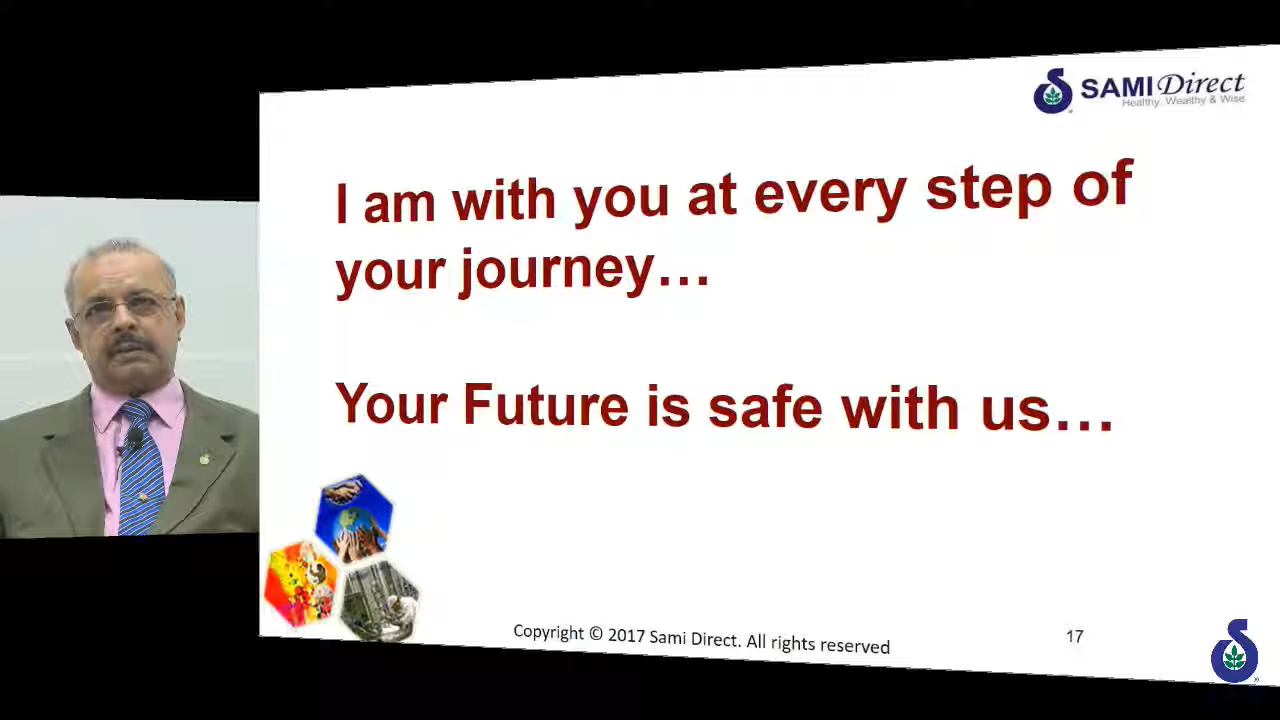 SAMI Direct
Healthy, Wealthy & Wise
I am with you at every step of
your journey…
Your Future is safe with us…
Copyright © 2017 Sami Direct. All rights reserved
17